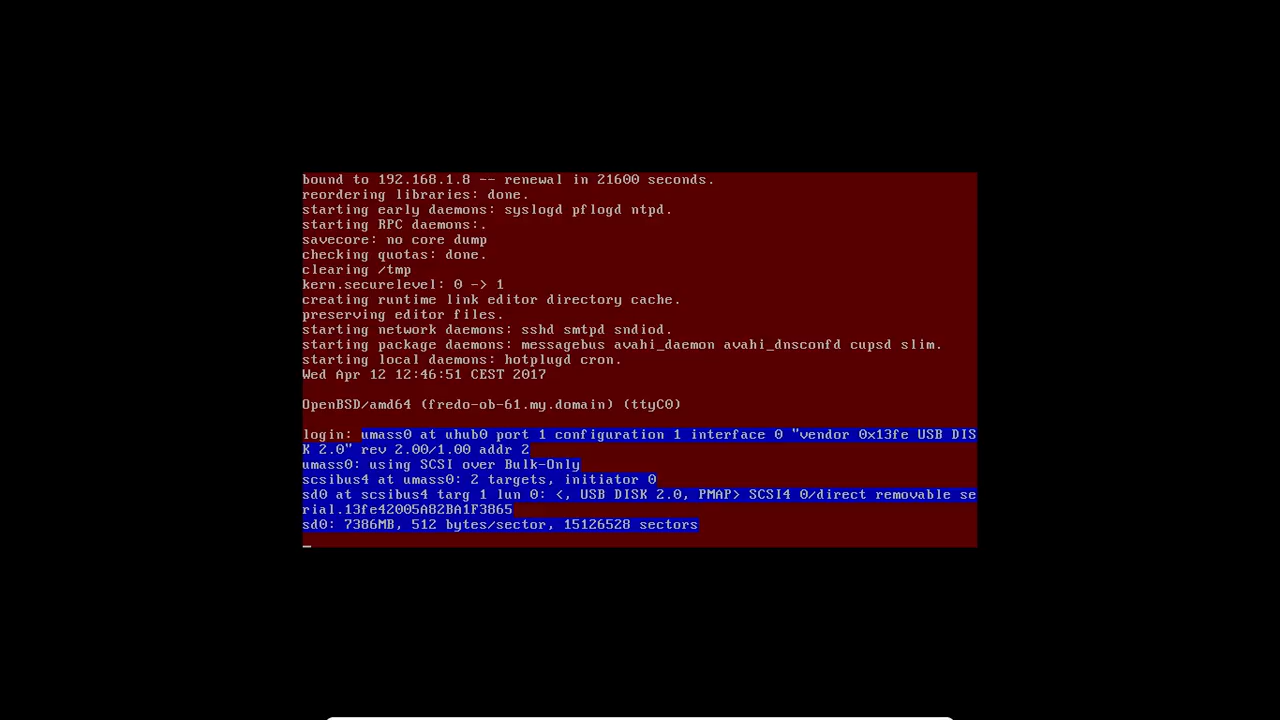 bound to 192.168.1.8 -- renewal in 21600 seconds.
reordering libraries: done.
starting early daemons: syslogd pflogd ntpd.
starting RPC daemons:.
savecore: no core dump
checking quotas: done.
clearing /tmp
kern.securelevel: 0 -> 1
creating runtime link editor directory cache.
preserving editor files.
starting network daemons: sshd smtpd sndiod.
starting package daemons: messagebus avahi_daemon avahi_dnsconfd cupsd slim.
starting local daemons: hotplugd cron.
Wed Apr 12 12:46:51 CEST 2017
OpenBSD/amd64 (fredo-ob-61.my.domain) (ttyC0)
login: umass0 at uhub0 port 1 configuration 1 interface 0 "vendor 0x13fe USB DIS
K 2.0" rev 2.00/1.00 addr 2
umass0: using SCSI over Bulk-Only
scsibus4 at umass0: 2 targets, initiator 0
sd0 at scsibus4 targ 1 lun 0: <, USB DISK 2.0, PMAP> SCSI4 0/direct removable se
rial.13fe42005A82BA1F3865
sd0: 7386MB, 512 bytes/sector, 15126528 sectors